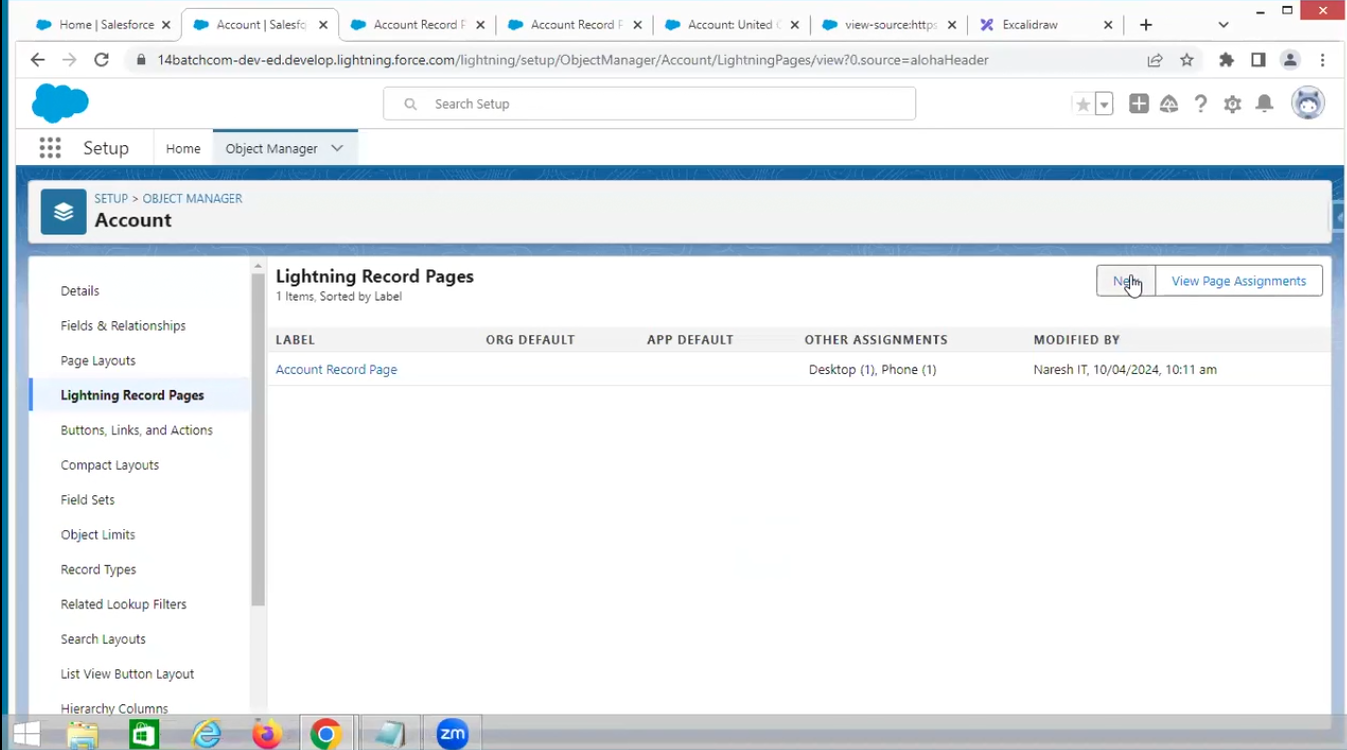 Home | Salesforce
Account | Salesfo
Account Record P
Account Record P
Account: United
view-source:https
Excalidraw
14batchcom-dev-ed.develop.lightning.force.com/lightning/setup/ObjectManager/Account/LightningPages/view?0.source=alohaHeader
Search Setup
Setup
Home
Object Manager
SETUP > OBJECT MANAGER
Account
Details
Fields & Relationships
Page Layouts
Lightning Record Pages
Buttons, Links, and Actions
Compact Layouts
Field Sets
Object Limits
Record Types
Related Lookup Filters
Search Layouts
List View Button Layout
Hierarchy Columns
Lightning Record Pages
1 Items, Sorted by Label
New
View Page Assignments
LABEL ORG DEFAULT APP DEFAULT OTHER ASSIGNMENTS MODIFIED BY
Account Record Page Desktop (1), Phone (1) Naresh IT, 10/04/2024, 10:11 am
zm